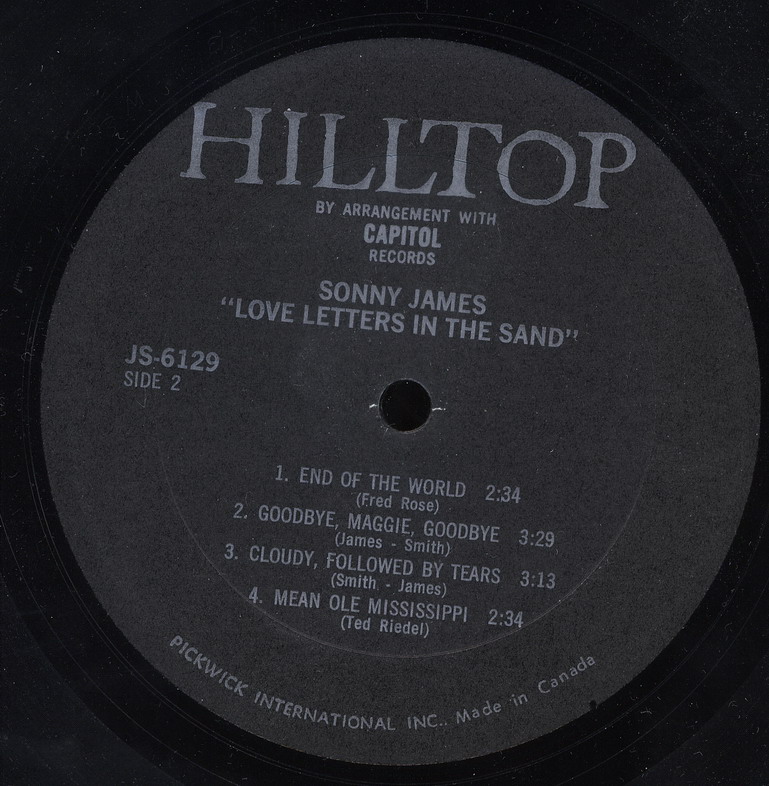 HILLTOP
BY ARRANGEMENT WITH
CAPITOL
RECORDS
SONNY JAMES
"LOVE LETTERS IN THE SAND"
JS-6129
SIDE 2
1. END OF THE WORLD 2:34
(Fred Rose)
2. GOODBYE, MAGGIE, GOODBYE 3:29
(James - Smith)
3. CLOUDY, FOLLOWED BY TEARS 3:13
(Smith - James)
4. MEAN OLE MISSISSIPPI 2:34
(Ted Riedel)
PICKWICK INTERNATIONAL INC.. Made in Canada